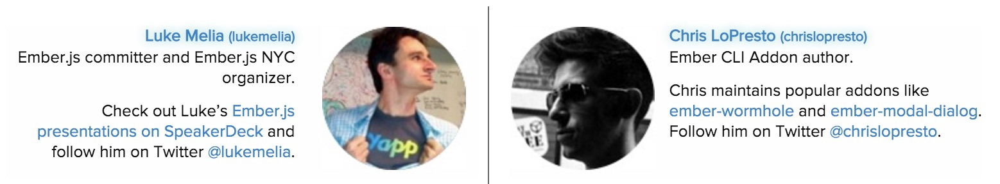 Luke Melia (lukemelia)
Ember.js committer and Ember.js NYC
organizer.
Check out Luke's Ember.js
presentations on SpeakerDeck and
follow him on Twitter @lukemelia.
yapp
Chris LoPresto (chrislopresto)
Ember CLI Addon author.
Chris maintains popular addons like
ember-wormhole and ember-modal-dialog.
Follow him on Twitter @chrislopresto.